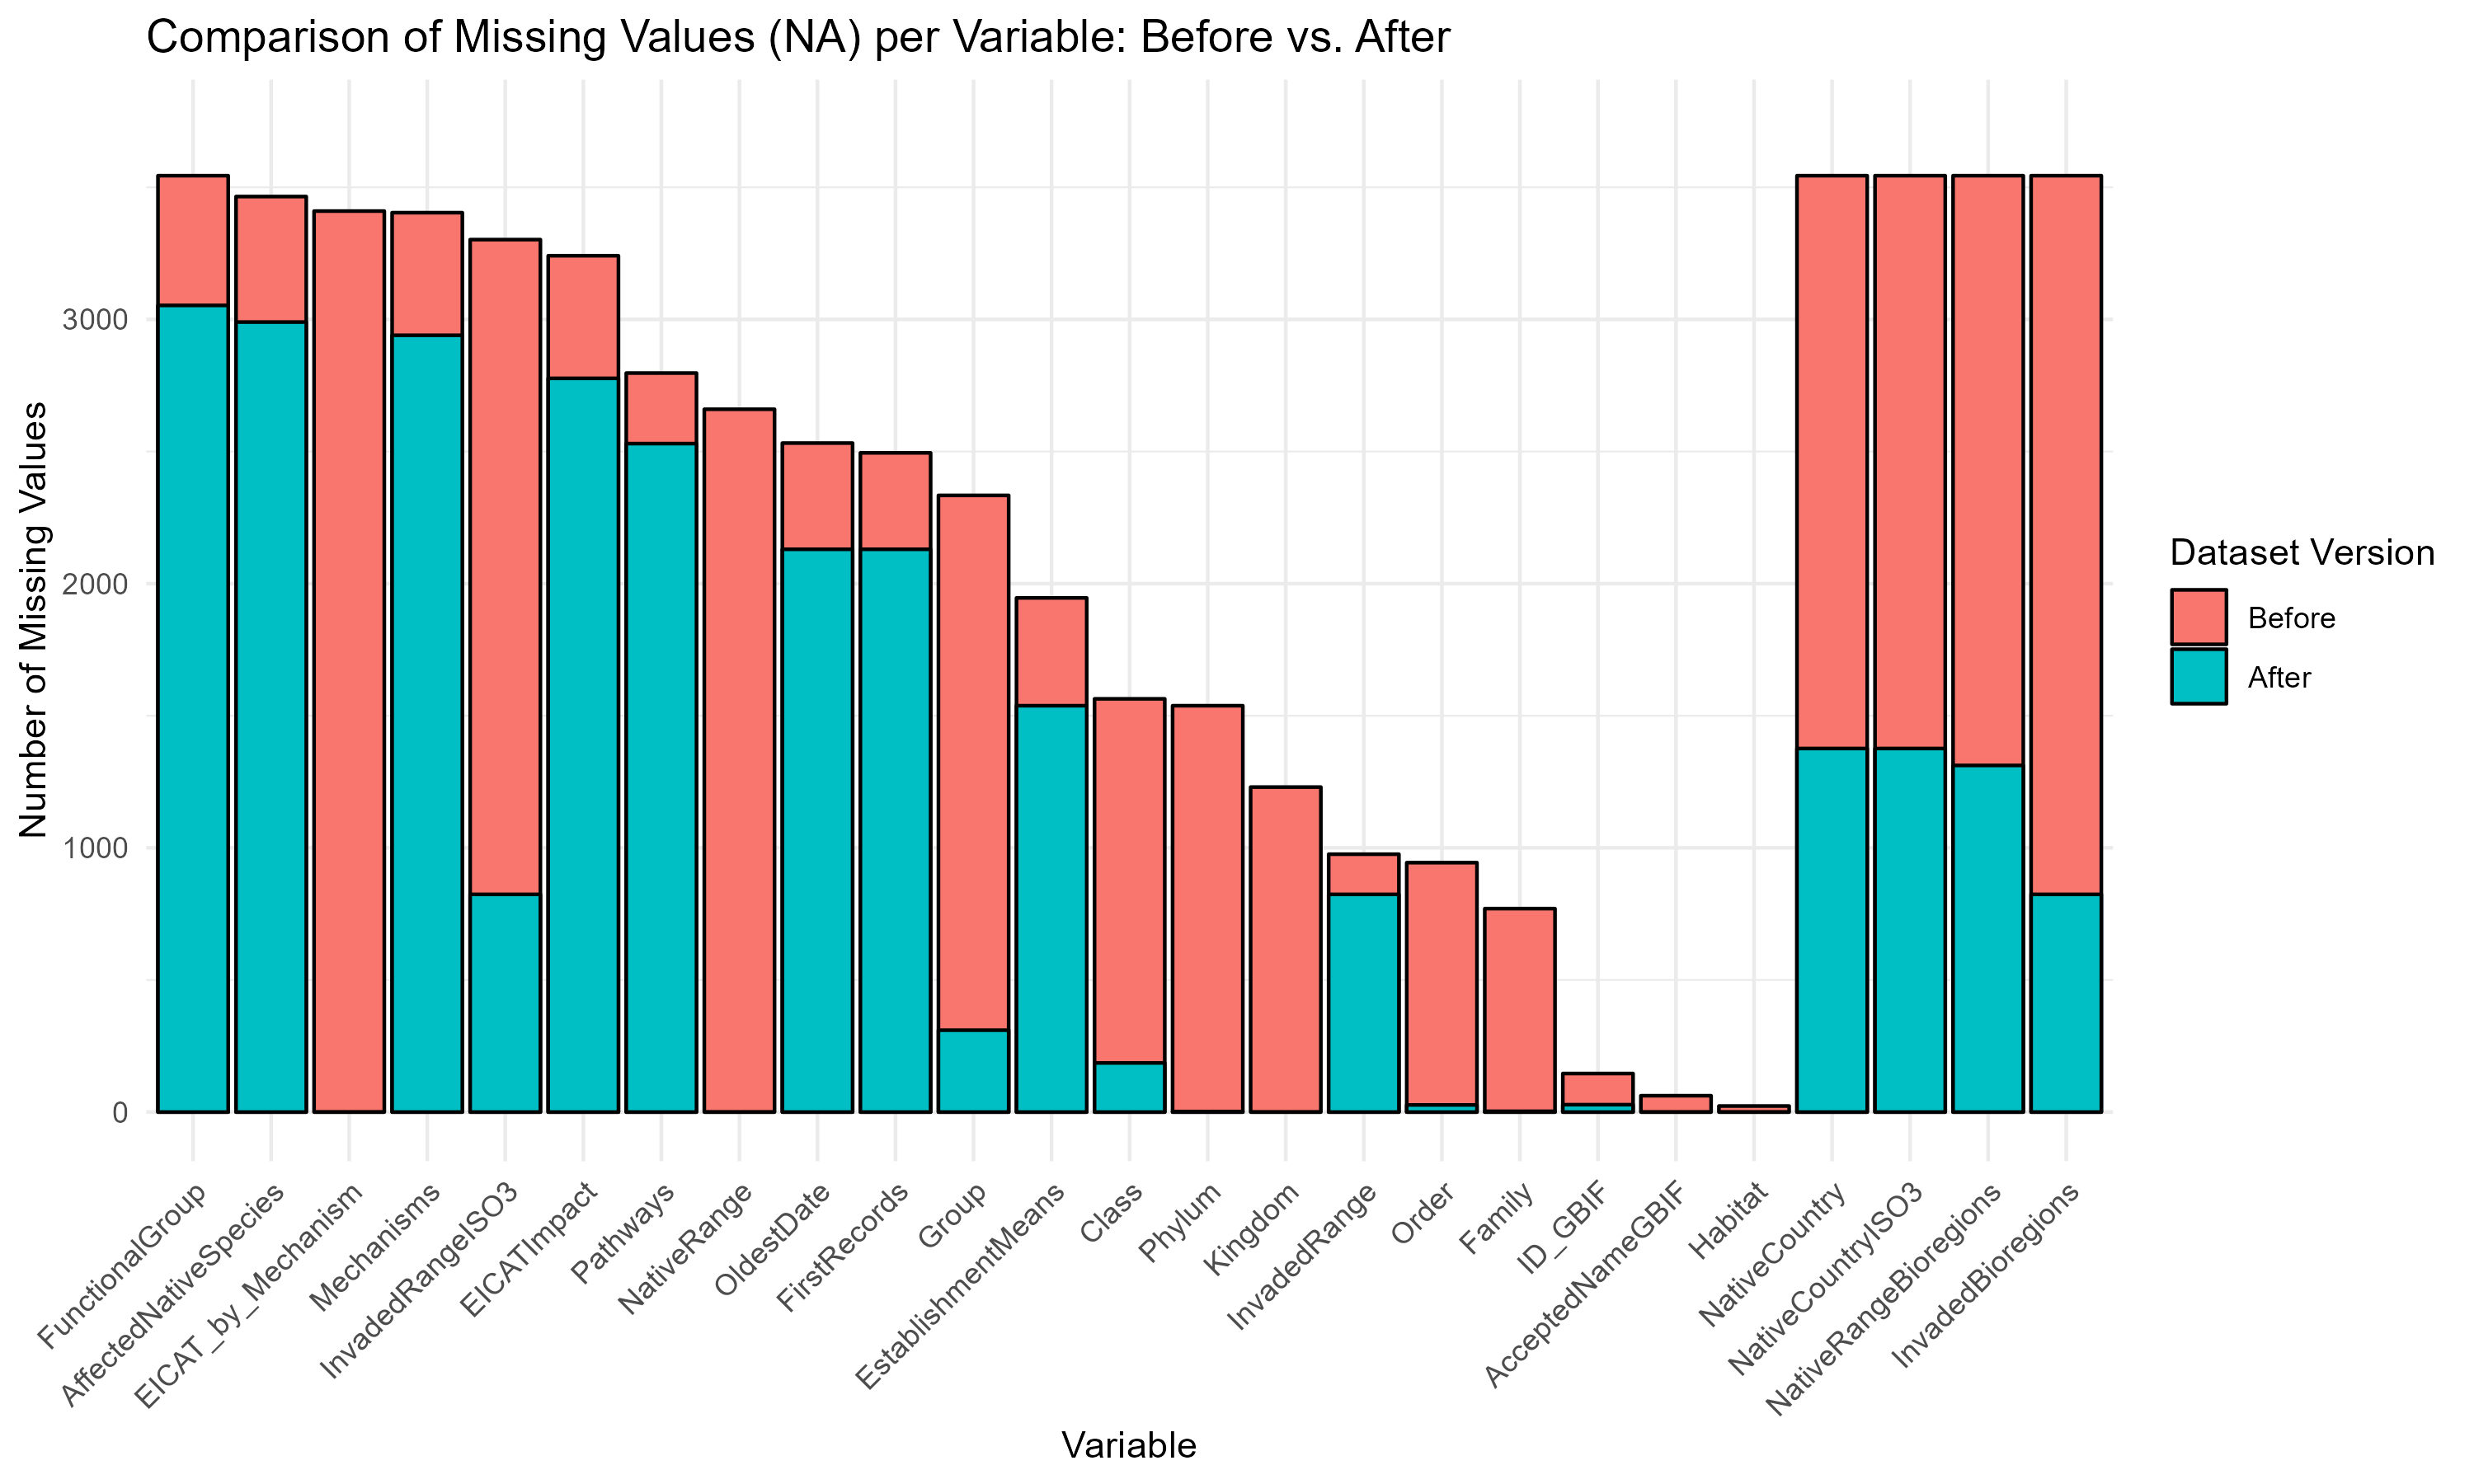 Comparison of Missing Values (NA) per Variable: Before vs. After
Number of Missing Values
3000
2000
1000
0
FunctionalGroup
AffectedNativeSpecies
EICAT_by_Mechanism
Mechanisms
InvadedRangeISO3
EICATImpact
Pathways
NativeRange
OldestDate
FirstRecords
Group
EstablishmentMeans
Class
Phylum
Kingdom
InvadedRange
Order
Family
ID_GBIF
AcceptedNameGBIF
Habitat
NativeCountry
NativeCountryISO3
NativeRangeBioregions
InvadedBioregions
Variable
Dataset Version
Before
After